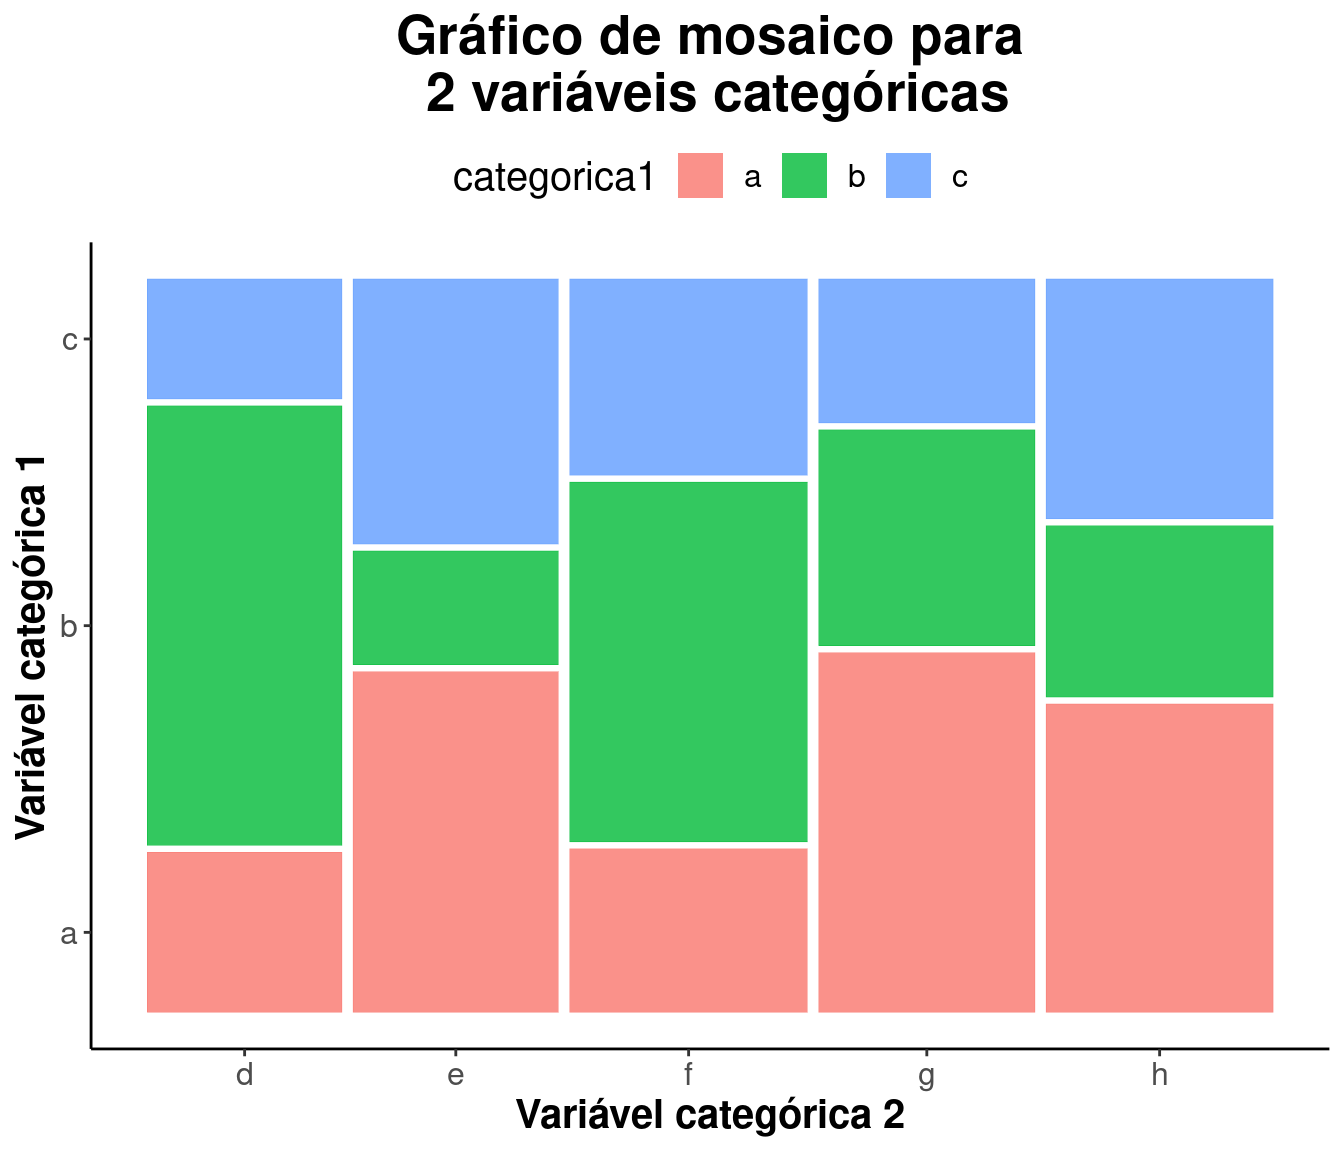 Gráfico de mosaico para
2 variáveis categóricas
categorica1 a b c
c
b
a
Variável categórica 1
d e f g h
Variável categórica 2